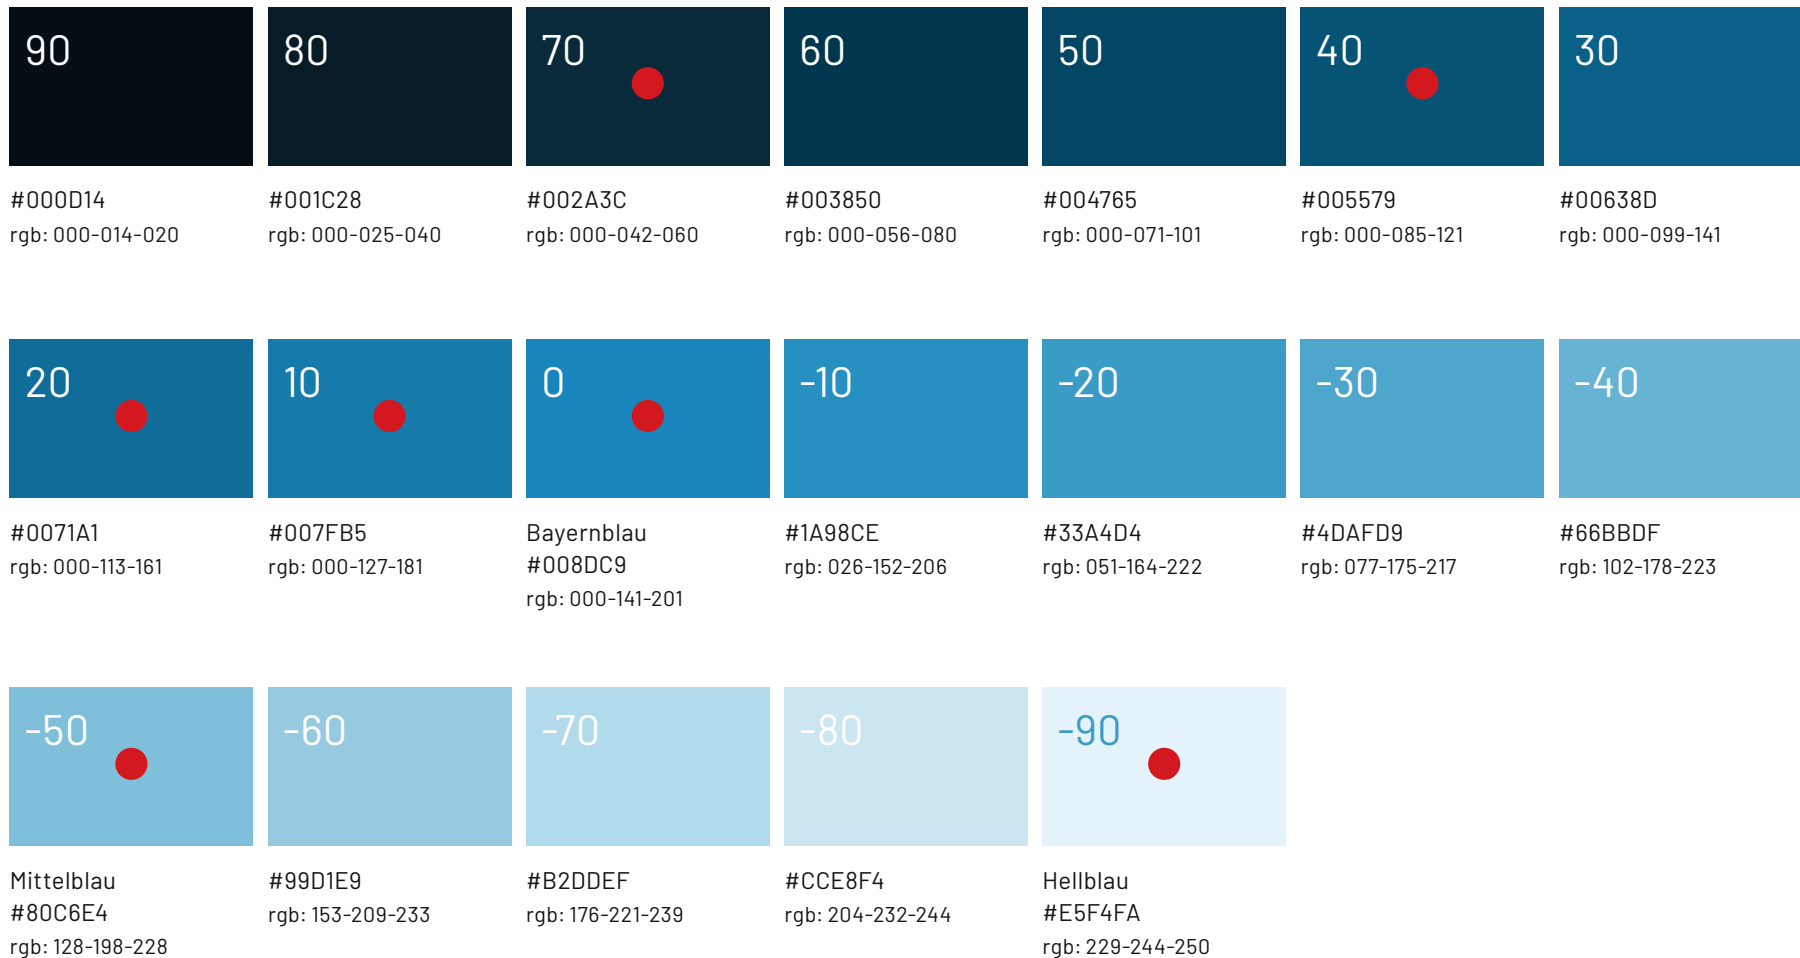 90
80
70
60
50
40
30
#000D14
#001C28
#002A3C
#003850
#004765
#005579
#00638D
rgb: 000-014-020
rgb: 000-025-040
rgb: 000-042-060
rgb: 000-056-080
rgb: 000-071-101
rgb: 000-085-121
rgb: 000-099-141
20
10
0
-10
-20
-30
-40
#0071A1
#007FB5
Bayernblau
#008DC9
#1A98CE
#33A4D4
#4DAFD9
#66BBDF
rgb: 000-113-161
rgb: 000-127-181
rgb: 000-141-201
rgb: 026-152-206
rgb: 051-164-222
rgb: 077-175-217
rgb: 102-178-223
-50
-60
-70
-80
-90
Mittelblau
#80C6E4
rgb: 128-198-228
#99D1E9
rgb: 153-209-233
#B2DDEF
rgb: 176-221-239
#CCE8F4
rgb: 204-232-244
Hellblau
#E5F4FA
rgb: 229-244-250